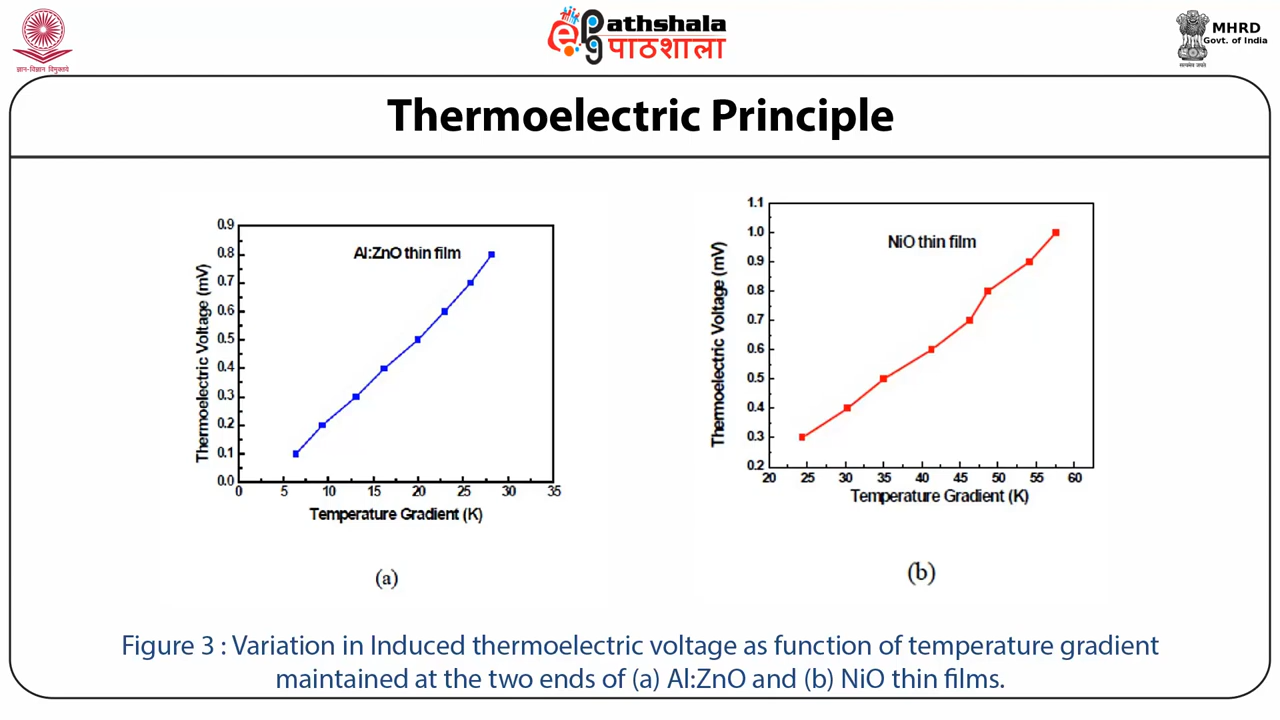 ज्ञान-विज्ञान विमुक्तये
ePathshala
पाठशाला
MHRD
Govt. of India
सत्यमेव जयते
Thermoelectric Principle
Al:ZnO thin film
Thermoelectric Voltage (mV)
0.9
0.8
0.7
0.6
0.5
0.4
0.3
0.2
0.1
0.0
0 5 10 15 20 25 30 35
Temperature Gradient (K)
(a)
NiO thin film
Thermoelectric Voltage (mV)
1.1
1.0
0.9
0.8
0.7
0.6
0.5
0.4
0.3
0.2
20 25 30 35 40 45 50 55 60
Temperature Gradient (K)
(b)
Figure 3 : Variation in Induced thermoelectric voltage as function of temperature gradient
maintained at the two ends of (a) Al:ZnO and (b) NiO thin films.